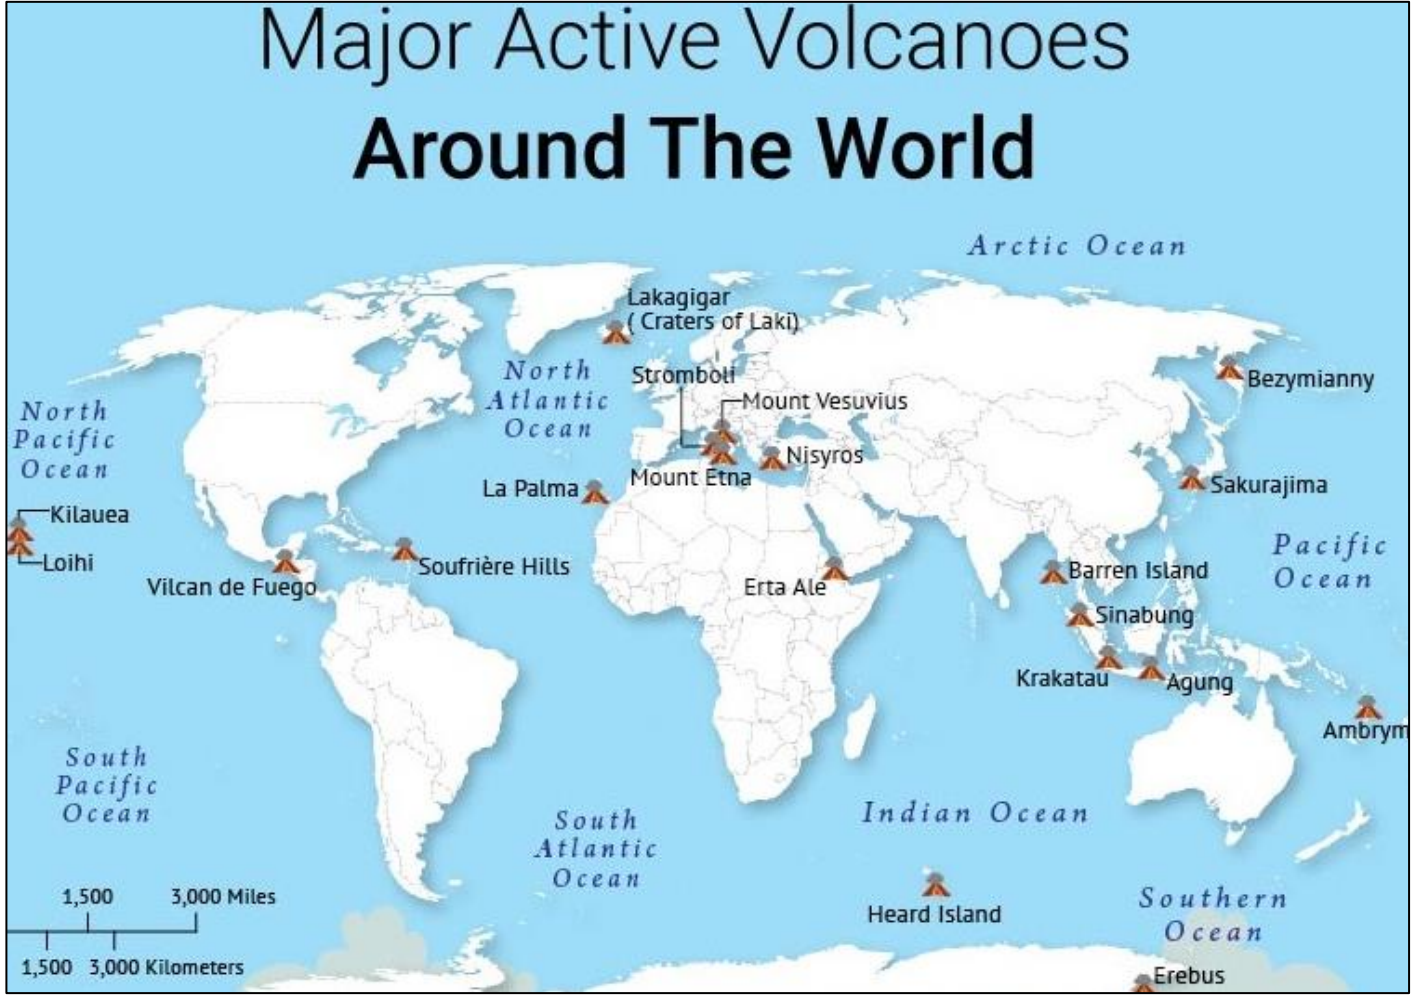 Major Active Volcanoes
Around The World
Arctic Ocean
Lakagigar
( Craters of Laki)
North
Atlantic
Ocean
Stromboli
Bezymianny
Mount Vesuvius
North
Pacific
Ocean
Nisyros
Mount Etna
La Palma
Sakurajima
Kilauea
Loihi
Pacific
Ocean
Soufrière Hills
Vilcan de Fuego
Erta Ale
Barren Island
Sinabung
Krakatau
Agung
Ambrym
South
Pacific
Ocean
South
Atlantic
Ocean
Indian Ocean
Heard Island
Southern
Ocean
1,500 3,000 Miles
1,500 3,000 Kilometers
Erebus